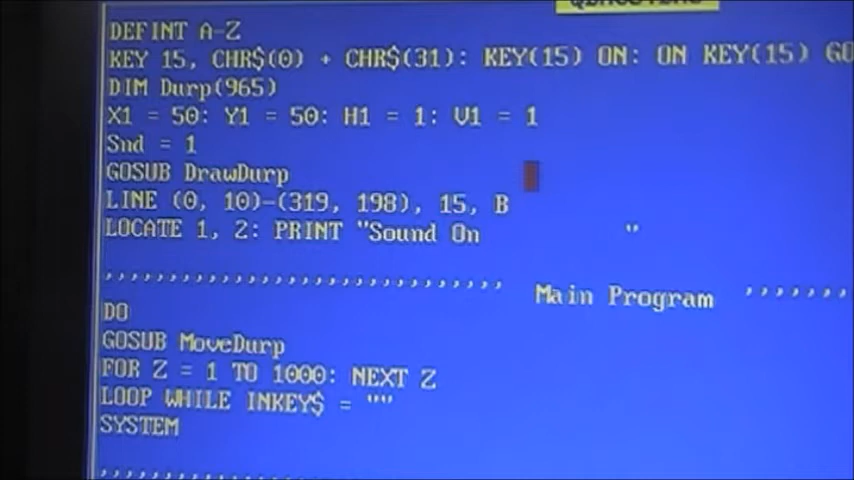 DEFINT A-Z
KEY 15, CHR$(0) + CHR$(31): KEY(15) ON: ON KEY(15) GO
DIM Durp(965)
X1 = 50: Y1 = 50: H1 = 1: V1 = 1
Snd = 1
GOSUB DrawDurp
LINE (0, 10)-(319, 198), 15, B
LOCATE 1, 2: PRINT "Sound On                "
'''''''''''''''''''''''''''''' Main Program '''''''
DO
GOSUB MoveDurp
FOR Z = 1 TO 1000: NEXT Z
LOOP WHILE INKEY$ = ""
SYSTEM